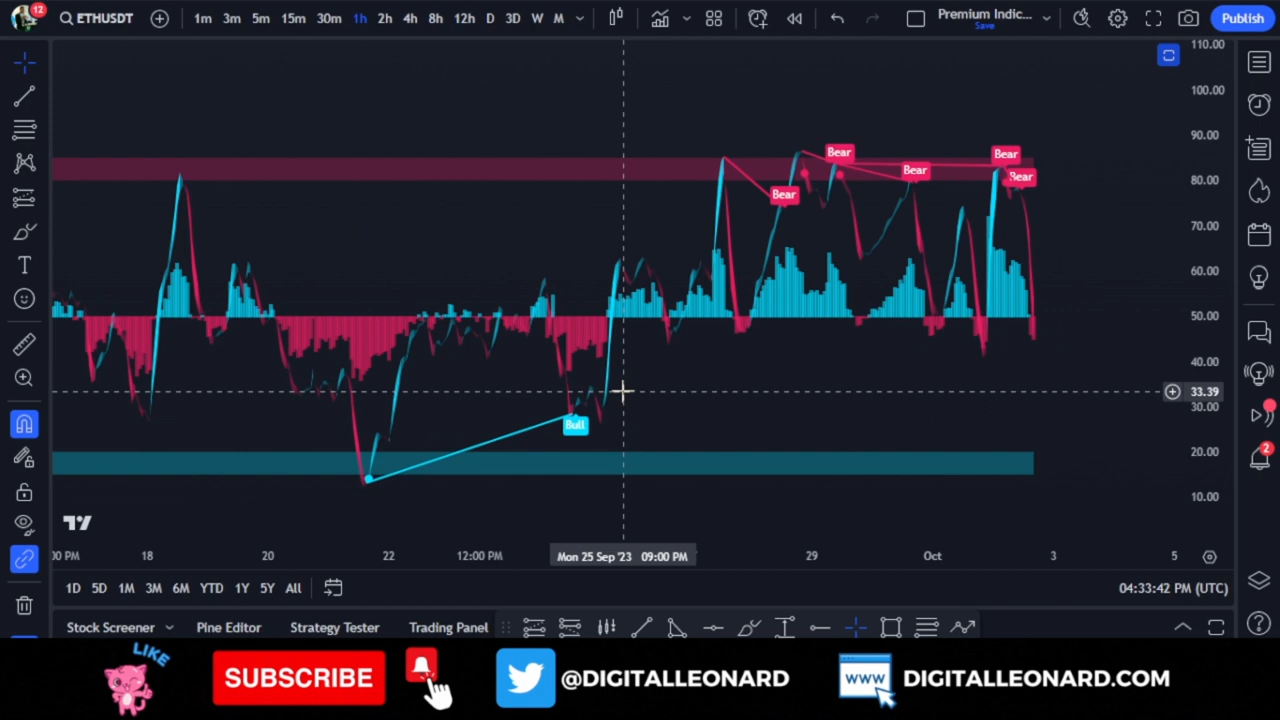 12
ETHUSDT
1m 3m 5m 15m 30m 1h 2h 4h 8h 12h D 3D W M
Premium Indic...
Save
Publish
110.00
100.00
90.00
80.00
70.00
60.00
50.00
40.00
33.39
30.00
20.00
10.00
Bear
Bear
Bear
Bear
Bear
Bull
T
2
:00 PM 18 20 22 12:00 PM Mon 25 Sep '23 09:00 PM 29 Oct 3 5
1D 5D 1M 3M 6M YTD 1Y 5Y All
04:33:42 PM (UTC)
Stock Screener Pine Editor Strategy Tester Trading Panel
LIKE
SUBSCRIBE
@DIGITALLEONARD
WWW
DIGITALLEONARD.COM